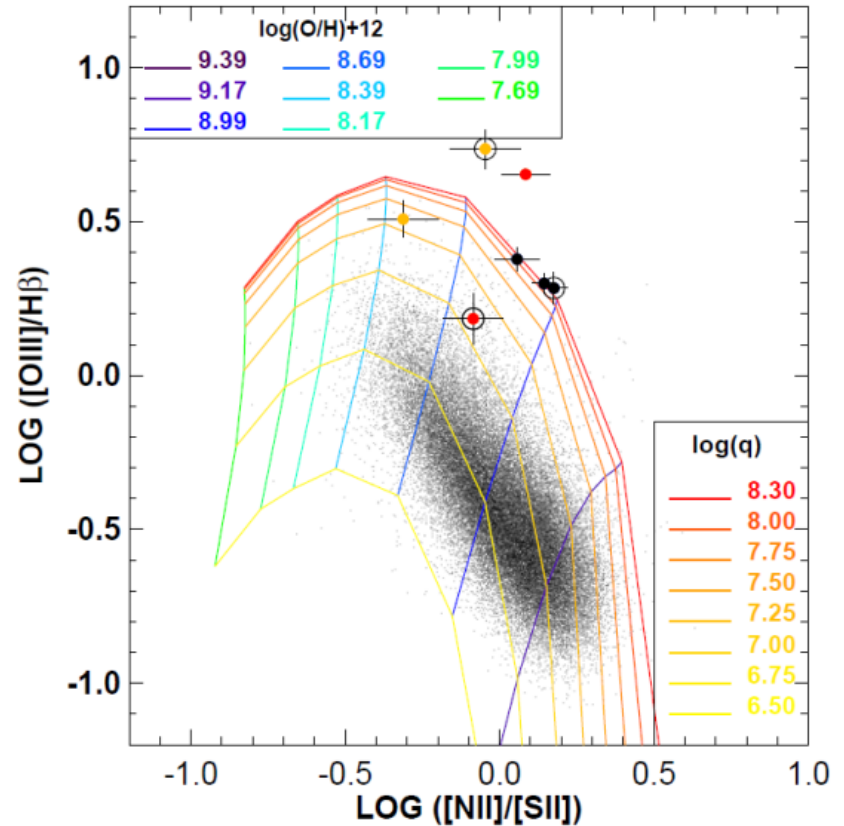 log(O/H)+12
9.39 8.69 7.99
9.17 8.39 7.69
8.99 8.17
1.0
0.5
0.0
-0.5
-1.0
LOG ([OIII]/Hβ)
log(q)
8.30
8.00
7.75
7.50
7.25
7.00
6.75
6.50
-1.0 -0.5 0.0 0.5 1.0
LOG ([NII]/[SII])